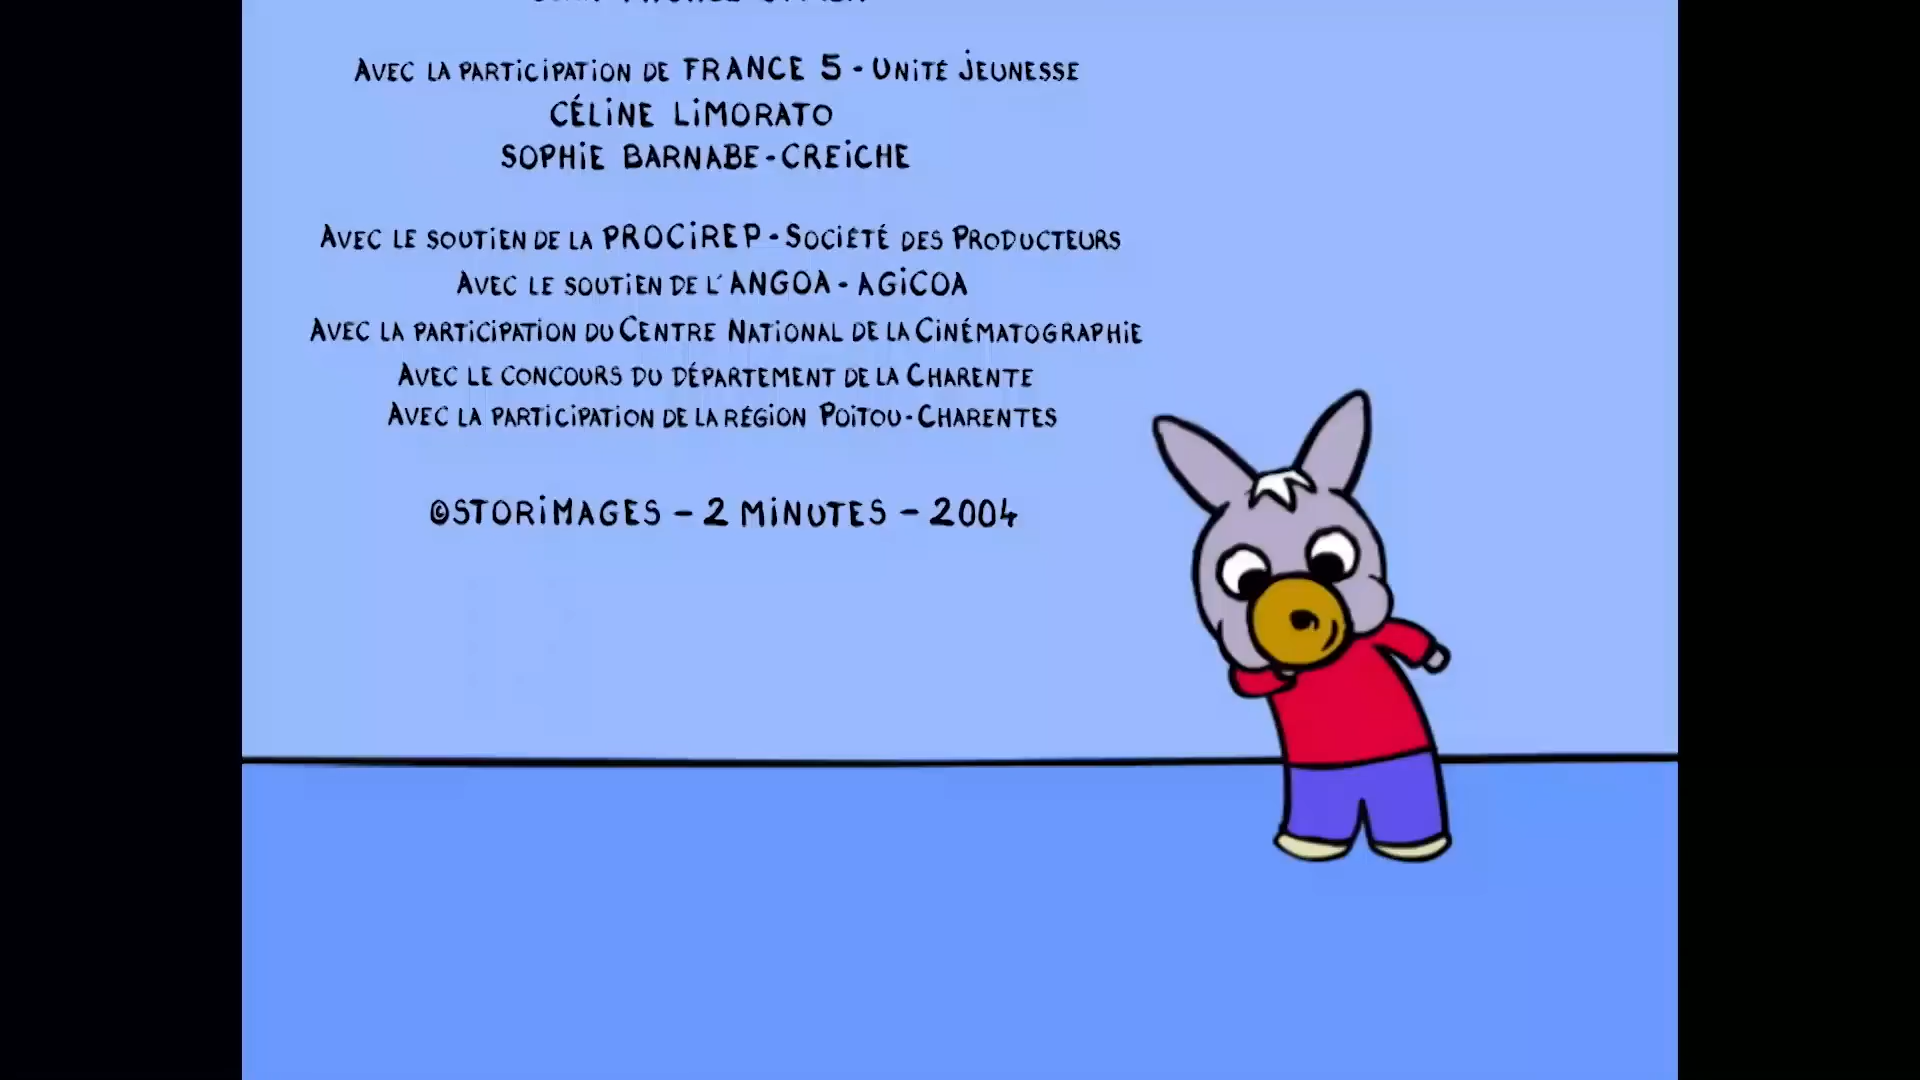 AVEC LA PARTiCiPATiON DE FRANCE 5 - UNiTÉ JEUNESSE
CÉLiNE LiMORATO
SOPHiE BARNABE - CREiCHE
AVEC LE SOUTiEN DE LA PROCiREP - SOCiÉTÉ DES PRODUCTEURS
AVEC LE SOUTiEN DE L'ANGOA - AGiCOA
AVEC LA PARTiCiPATiON DU CENTRE NATiONAL DE LA CiNÉMATOGRAPHiE
AVEC LE CONCOURS DU DÉPARTEMENT DE LA CHARENTE
AVEC LA PARTiCiPATiON DE LA RÉGiON POiTOU-CHARENTES
©STORiMAGES – 2 MiNUTES – 2004